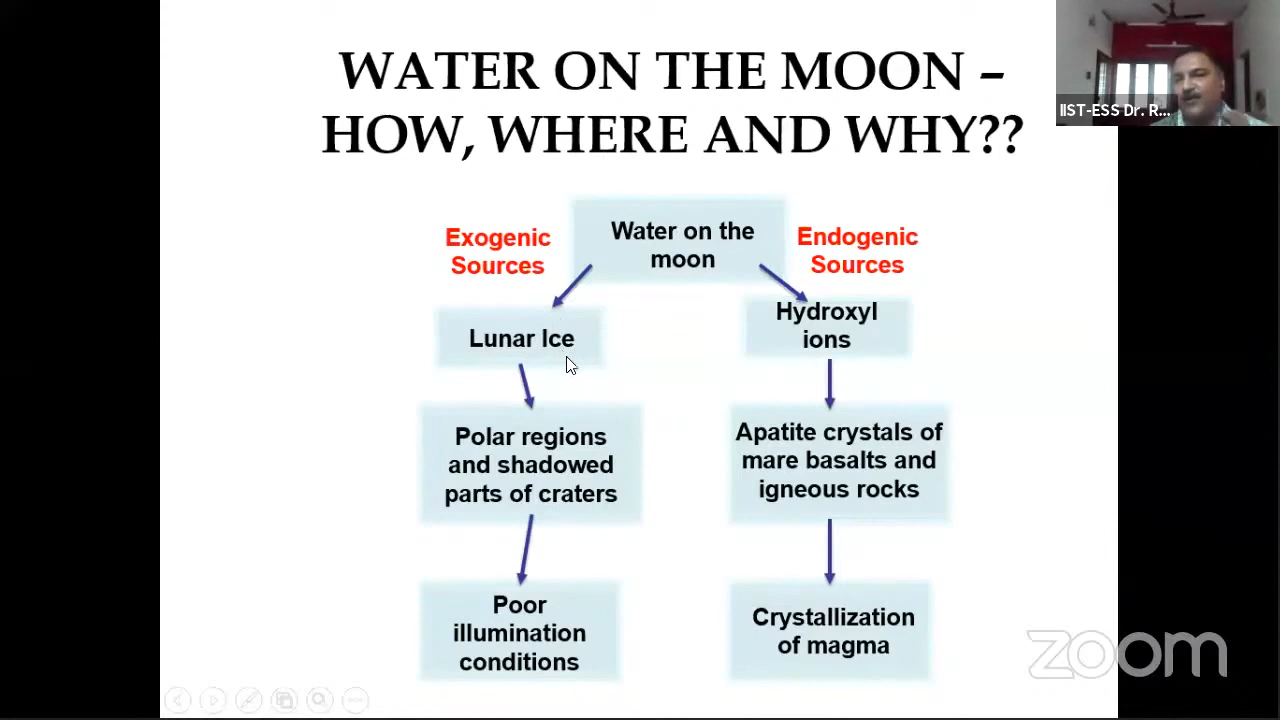 WATER ON THE MOON –
HOW, WHERE AND WHY??
IIST-ESS Dr. R...
Exogenic
Sources
Water on the
moon
Endogenic
Sources
Lunar Ice
Hydroxyl
ions
Polar regions
and shadowed
parts of craters
Apatite crystals of
mare basalts and
igneous rocks
Poor
illumination
conditions
Crystallization
of magma
zoom